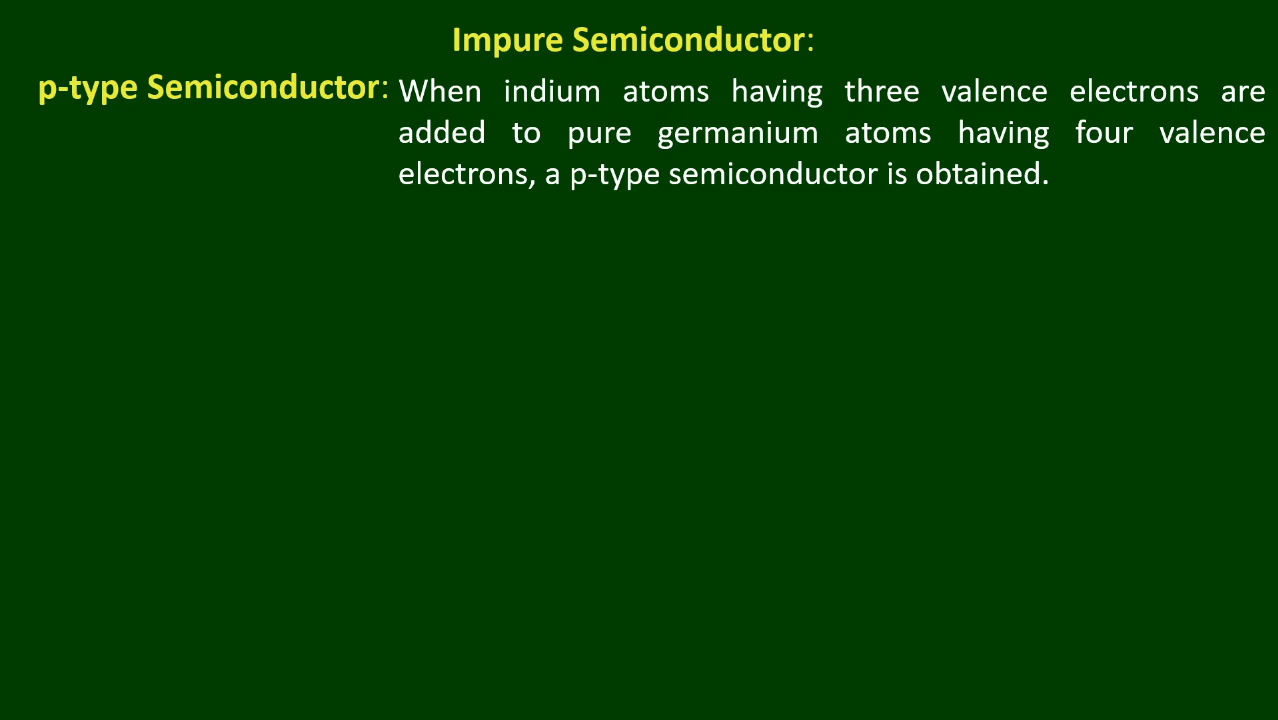 Impure Semiconductor:
p-type Semiconductor: When indium atoms having three valence electrons are
added to pure germanium atoms having four valence
electrons, a p-type semiconductor is obtained.